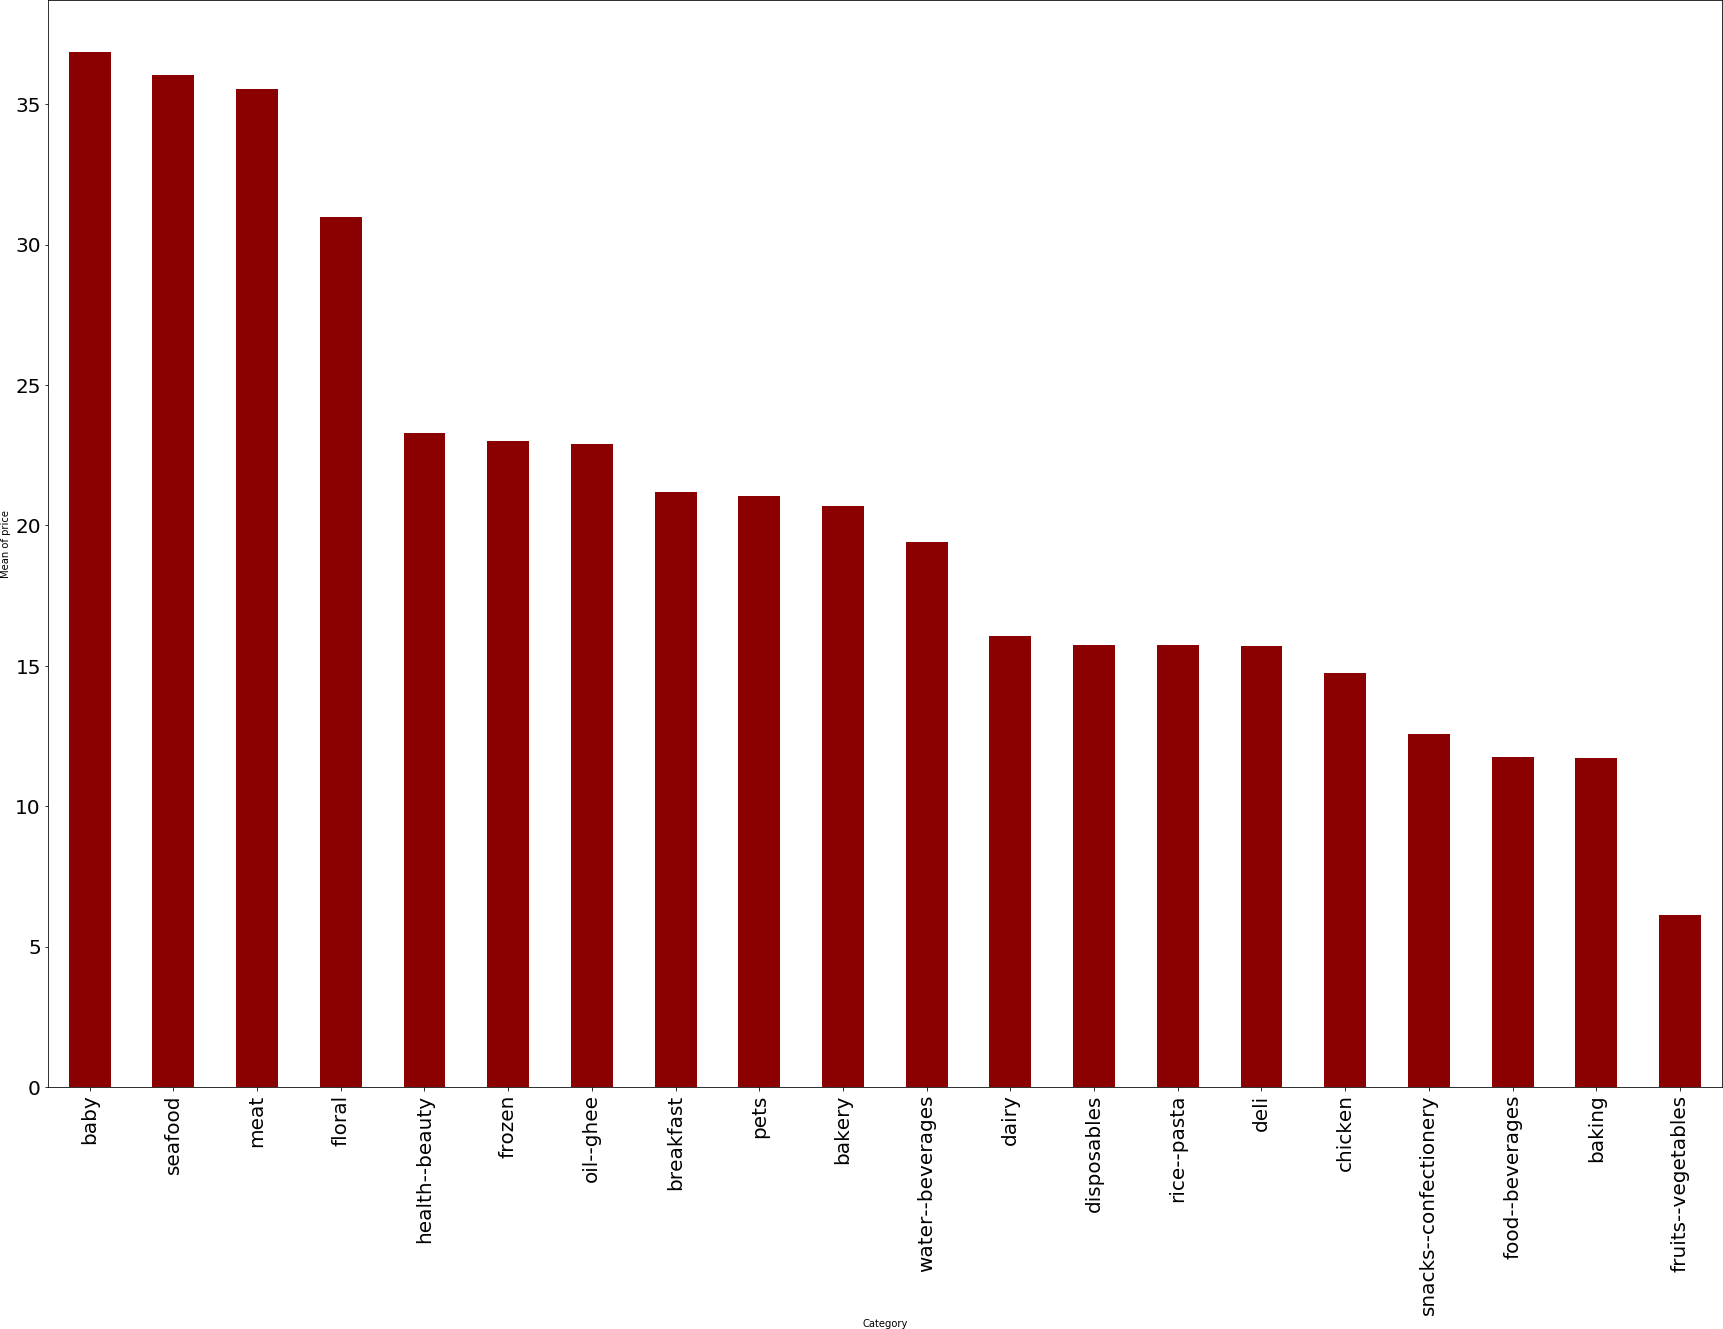 35
30
25
20
15
10
5
0
Mean of price
baby
seafood
meat
floral
health--beauty
frozen
oil--ghee
breakfast
pets
bakery
water--beverages
dairy
disposables
rice--pasta
deli
chicken
snacks--confectionery
food--beverages
baking
fruits--vegetables
Category